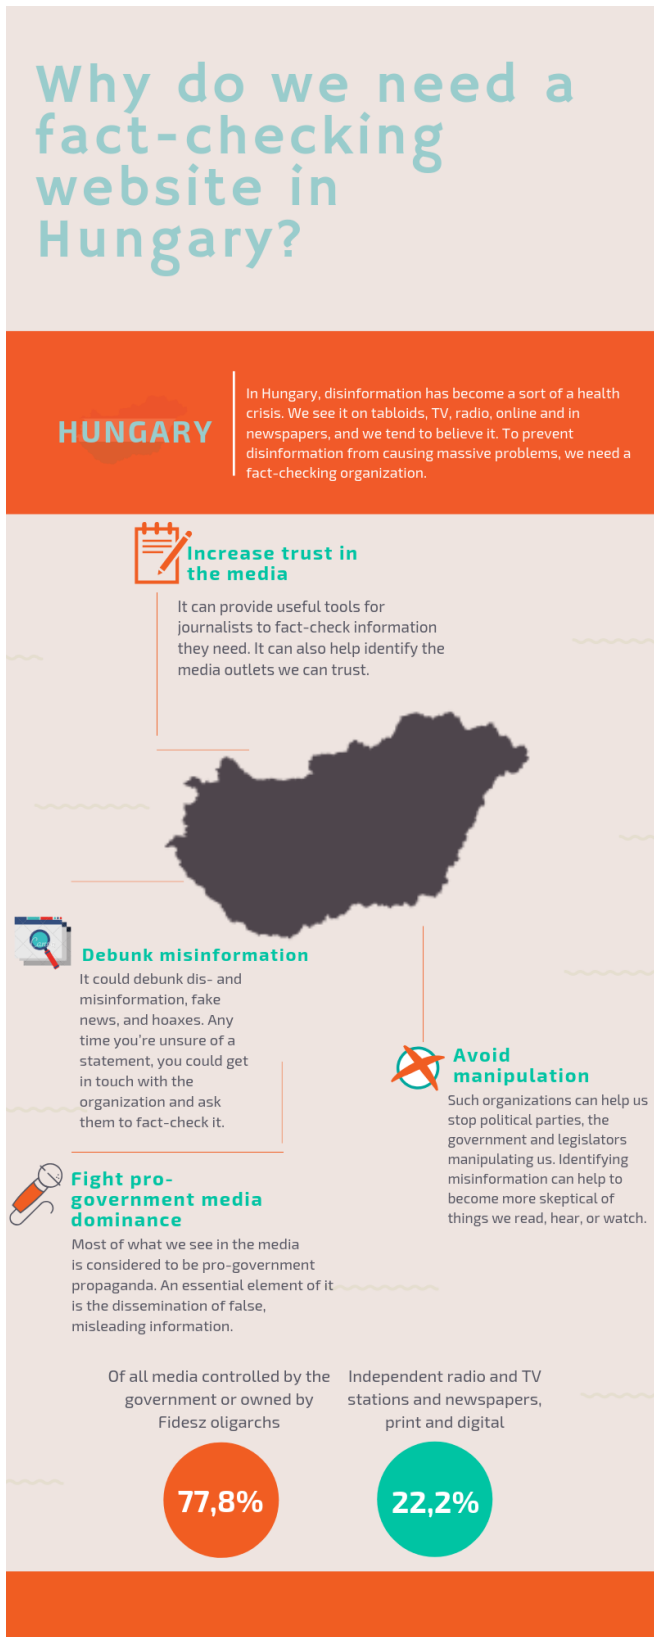 Why do we need a
fact-checking
website in
Hungary?
HUNGARY
In Hungary, disinformation has become a sort of a health
crisis. We see it on tabloids, TV, radio, online and in
newspapers, and we tend to believe it. To prevent
disinformation from causing massive problems, we need a
fact-checking organization.
Increase trust in
the media
It can provide useful tools for
journalists to fact-check information
they need. It can also help identify the
media outlets we can trust.
Debunk misinformation
It could debunk dis- and
misinformation, fake
news, and hoaxes. Any
time you're unsure of a
statement, you could get
in touch with the
organization and ask
them to fact-check it.
Avoid
manipulation
Such organizations can help us
stop political parties, the
government and legislators
manipulating us. Identifying
misinformation can help to
become more skeptical of
things we read, hear, or watch.
Fight pro-
government media
dominance
Most of what we see in the media
is considered to be pro-government
propaganda. An essential element of it
is the dissemination of false,
misleading information.
Of all media controlled by the
government or owned by
Fidesz oligarchs
77,8%
Independent radio and TV
stations and newspapers,
print and digital
22,2%